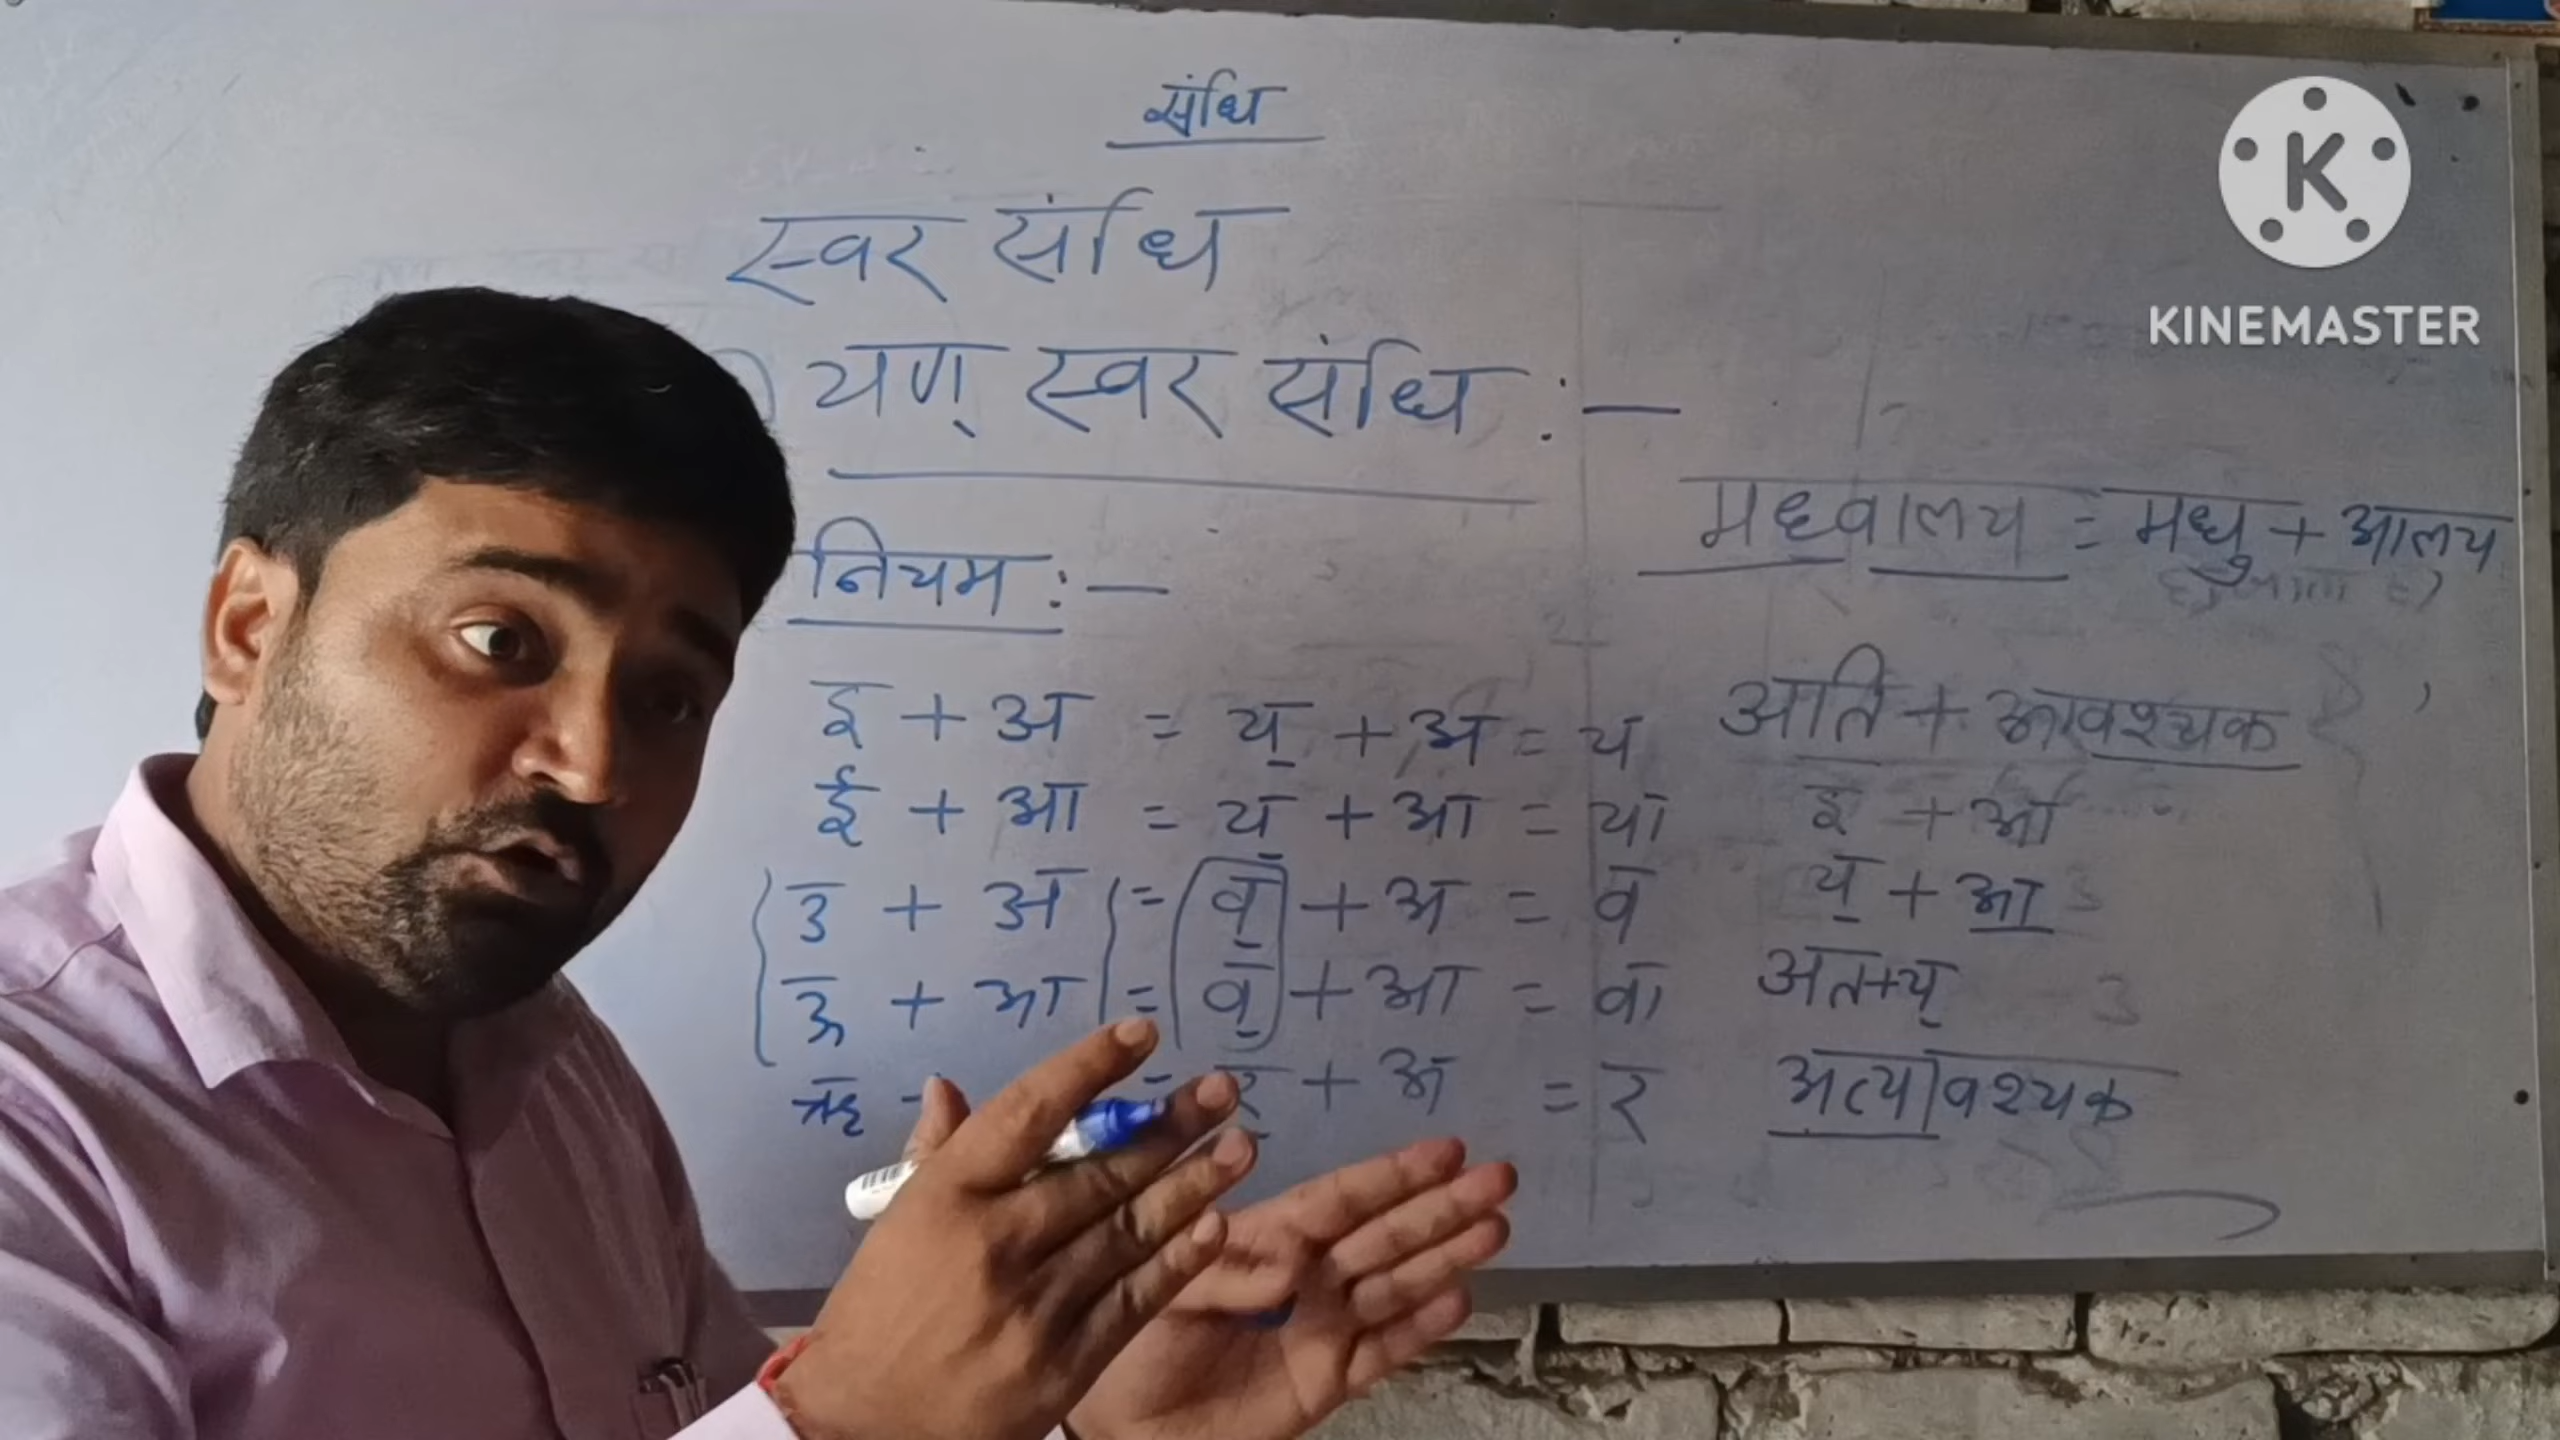 संधि
स्वर संधि
यण् स्वर संधि :—
नियम :—
इ + अ = य् + अ = य
ई + आ = य् + आ = या
उ + अ = व् + अ = व
ऊ + आ = व् + आ = वा
ऋ + = र् + अ = र
मध्वालय = मधु + आलय
अति + आवश्यक
इ + आ
य् + आ
अत+य्
अत्यावश्यक
KINEMASTER